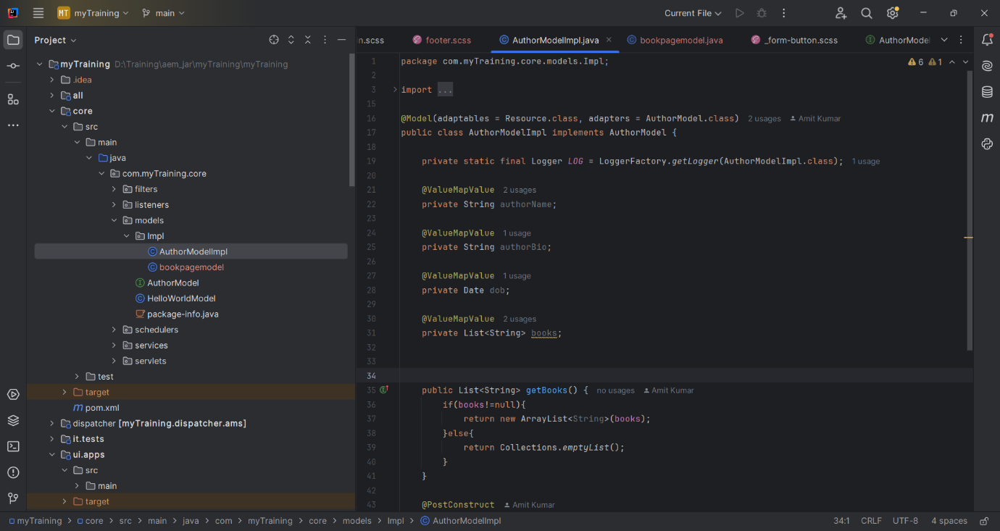 MT myTraining main Current File
Project
n.scss footer.scss AuthorModelImpl.java bookpagemodel.java _form-button.scss AuthorModel
myTraining D:\Training\aem_jar\myTraining\myTraining
.idea
all
core
src
main
java
com.myTraining.core
filters
listeners
models
Impl
AuthorModelImpl
bookpagemodel
AuthorModel
HelloWorldModel
package-info.java
schedulers
services
servlets
test
target
pom.xml
dispatcher [myTraining.dispatcher.ams]
it.tests
ui.apps
src
main
target
6 1
1 package com.myTraining.core.models.Impl;
2
3 import ...
15
16 @Model(adaptables = Resource.class, adapters = AuthorModel.class) 2 usages Amit Kumar
17 public class AuthorModelImpl implements AuthorModel {
18
19 private static final Logger LOG = LoggerFactory.getLogger(AuthorModelImpl.class); 1 usage
20
21 @ValueMapValue 2 usages
22 private String authorName;
23
24 @ValueMapValue 1 usage
25 private String authorBio;
26
27 @ValueMapValue 1 usage
28 private Date dob;
29
30 @ValueMapValue 2 usages
31 private List<String> books;
32
33
34
35 public List<String> getBooks() { no usages Amit Kumar
36 if(books!=null){
37 return new ArrayList<String>(books);
38 }else{
39 return Collections.emptyList();
40 }
41 }
42
43 @PostConstruct Amit Kumar
myTraining > core > src > main > java > com > myTraining > core > models > Impl > AuthorModelImpl 34:1 CRLF UTF-8 4 spaces